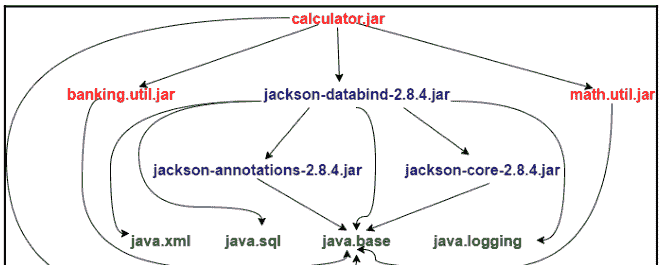 calculator.jar
banking.util.jar jackson-databind-2.8.4.jar math.util.jar
jackson-annotations-2.8.4.jar jackson-core-2.8.4.jar
java.xml java.sql java.base java.logging